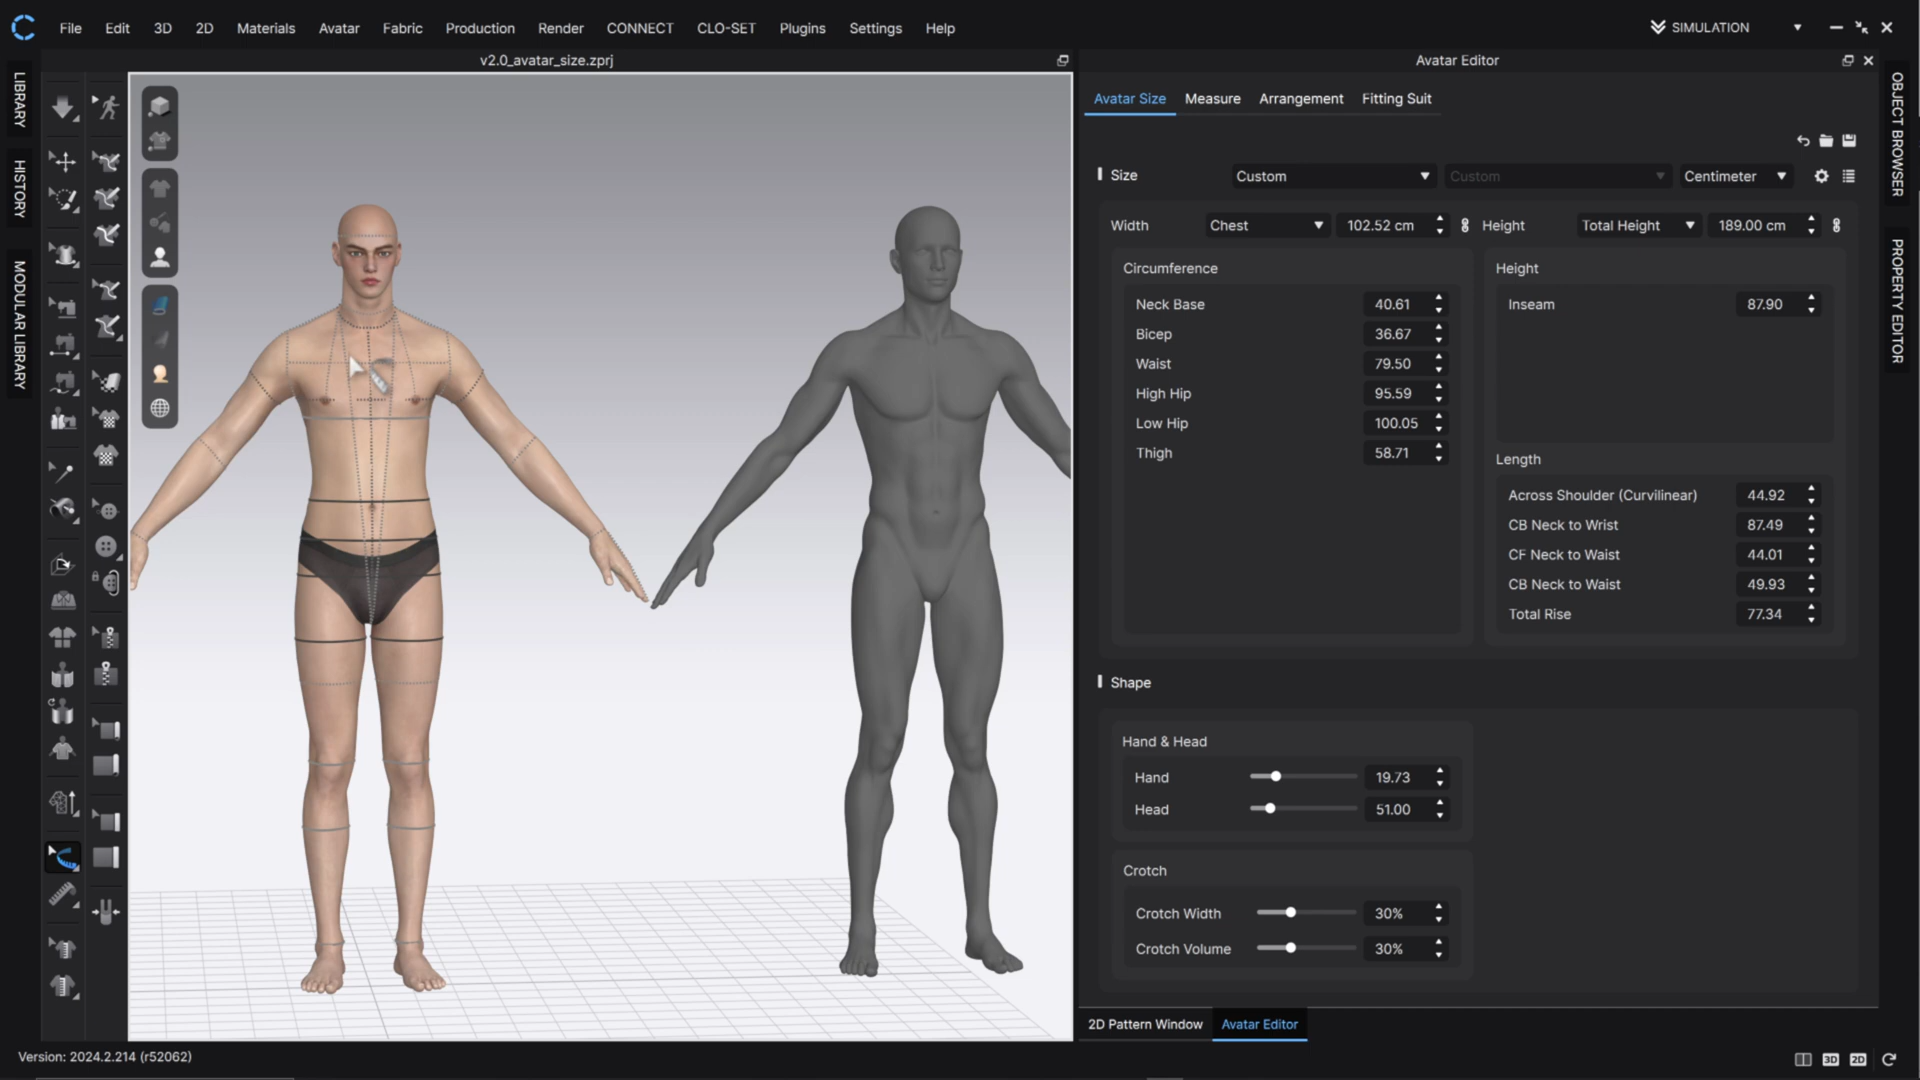 File Edit 3D 2D Materials Avatar Fabric Production Render CONNECT CLO-SET Plugins Settings Help SIMULATION
v2.0_avatar_size.zprj
Avatar Editor
LIBRARY
HISTORY
MODULAR LIBRARY
OBJECT BROWSER
PROPERTY EDITOR
Avatar Size Measure Arrangement Fitting Suit
Size Custom Custom Centimeter
Width Chest 102.52 cm Height Total Height 189.00 cm
Circumference
Neck Base 40.61
Bicep 36.67
Waist 79.50
High Hip 95.59
Low Hip 100.05
Thigh 58.71
Height
Inseam 87.90
Length
Across Shoulder (Curvilinear) 44.92
CB Neck to Wrist 87.49
CF Neck to Waist 44.01
CB Neck to Waist 49.93
Total Rise 77.34
Shape
Hand & Head
Hand 19.73
Head 51.00
Crotch
Crotch Width 30%
Crotch Volume 30%
2D Pattern Window Avatar Editor
Version: 2024.2.214 (r52062)
3D 2D